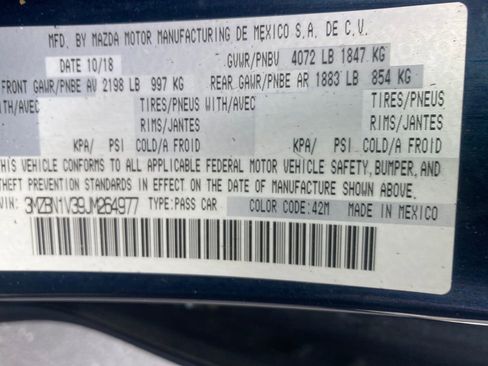 MFD. BY MAZDA MOTOR MANUFACTURING DE MEXICO S.A. DE C.V.
DATE 10/18 GVWR/PNBV 4072 LB 1847 KG
FRONT GAWR/PNBE AV 2198 LB 997 KG REAR GAWR/PNBE AR 1883 LB 854 KG
WITH/AVEC TIRES/PNEUS WITH/AVEC TIRES/PNEUS
RIMS/JANTES RIMS/JANTES
KPA/ PSI COLD/A FROID KPA/ PSI COLD/A FROID
THIS VEHICLE CONFORMS TO ALL APPLICABLE FEDERAL MOTOR VEHICLE SAFETY, BUMPER, AND
THEFT PREVENTION STANDARDS IN EFFECT ON THE DATE OF MANUFACTURE SHOWN ABOVE.
VIN: 3MZBN1V39JM264977 TYPE:PASS CAR COLOR CODE:42M MADE IN MEXICO